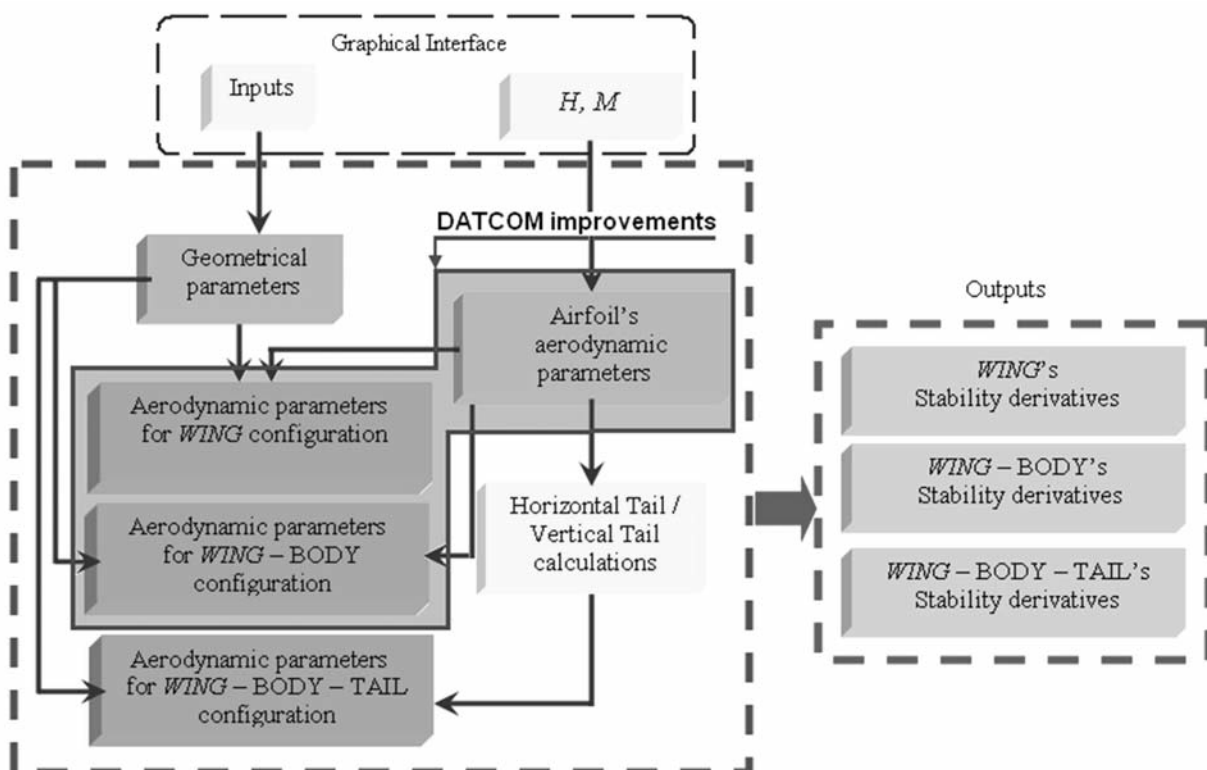 Graphical Interface
Inputs
H, M
DATCOM improvements
Geometrical
parameters
Airfoil's
aerodynamic
parameters
Aerodynamic parameters
for WING configuration
Aerodynamic parameters
for WING – BODY
configuration
Horizontal Tail /
Vertical Tail
calculations
Aerodynamic parameters
for WING – BODY – TAIL
configuration
Outputs
WING's
Stability derivatives
WING – BODY's
Stability derivatives
WING – BODY – TAIL's
Stability derivatives